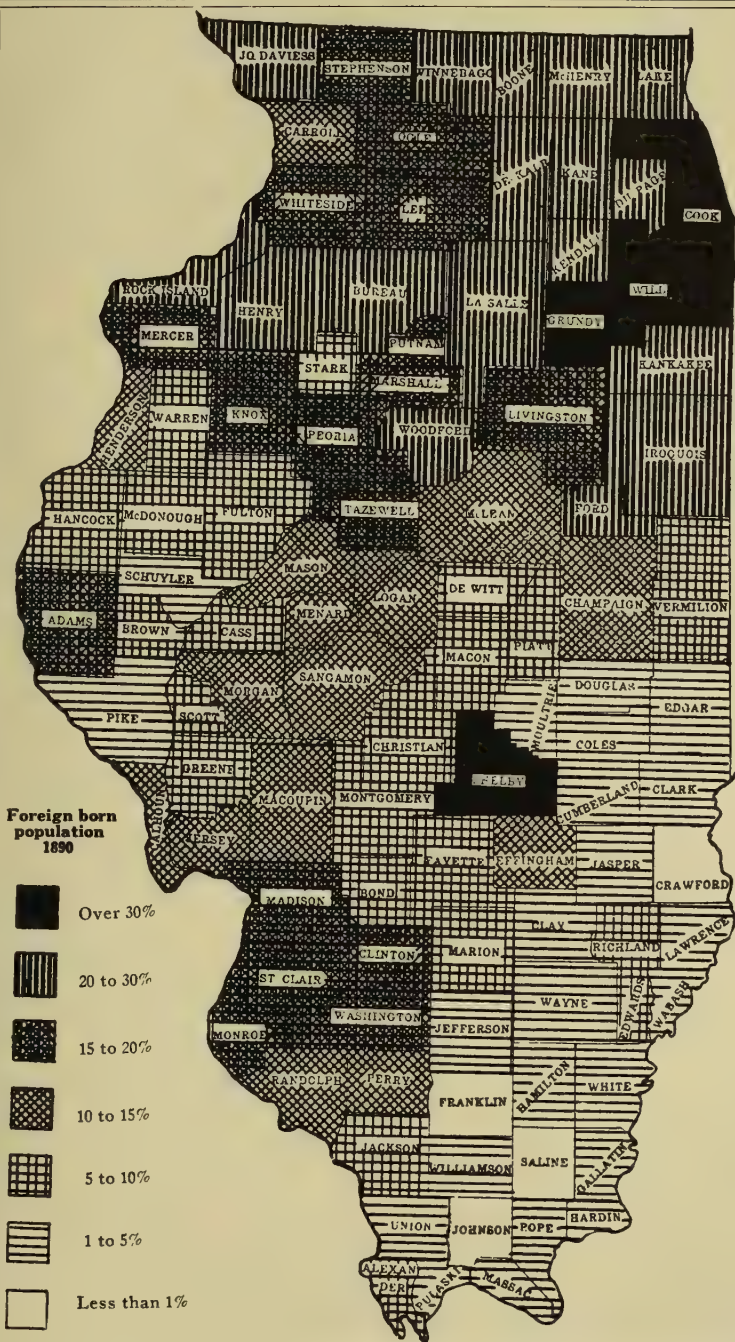 JO DAVIESS
STEPHENSON
WINNEBAGO
BOONE
McHENRY
LAKE
CARROLL
OGLE
DE KALB
KANE
DU PAGE
COOK
WHITESIDE
LEE
KENDALL
WILL
ROCK ISLAND
HENRY
BUREAU
LA SALLE
GRUNDY
MERCER
PUTNAM
KANKAKEE
STARK
MARSHALL
HENDERSON
WARREN
KNOX
PEORIA
WOODFORD
LIVINGSTON
IROQUOIS
HANCOCK
McDONOUGH
FULTON
TAZEWELL
McLEAN
FORD
SCHUYLER
MASON
LOGAN
DE WITT
CHAMPAIGN
VERMILION
ADAMS
BROWN
CASS
MENARD
PIATT
MACON
SANGAMON
MORGAN
DOUGLAS
EDGAR
PIKE
SCOTT
MOULTRIE
COLES
CHRISTIAN
GREENE
SHELBY
CUMBERLAND
CLARK
MACOUPIN
MONTGOMERY
CALHOUN
JERSEY
FAYETTE
EFFINGHAM
JASPER
CRAWFORD
MADISON
BOND
CLAY
RICHLAND
LAWRENCE
CLINTON
MARION
ST CLAIR
WAYNE
EDWARDS
WABASH
WASHINGTON
JEFFERSON
MONROE
RANDOLPH
PERRY
FRANKLIN
HAMILTON
WHITE
JACKSON
WILLIAMSON
SALINE
GALLATIN
UNION
JOHNSON
POPE
HARDIN
ALEXAN
DER
PULASKI
MASSAC
Foreign born
population
1890
Over 30%
20 to 30%
15 to 20%
10 to 15%
5 to 10%
1 to 5%
Less than 1%